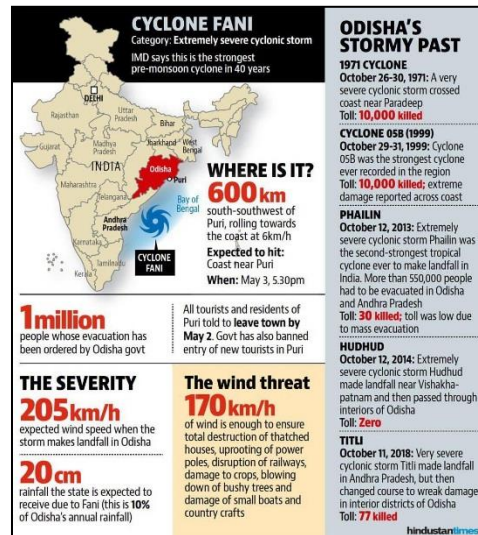 CYCLONE FANI
Category: Extremely severe cyclonic storm
IMD says this is the strongest
pre-monsoon cyclone in 40 years
DELHI
Rajasthan
Uttar
Pradesh
Bihar
Gujarat
Madhya
Pradesh
Jharkhand
West
Bengal
INDIA
Odisha
Puri
Maharashtra
Telangana
Bay of
Bengal
Andhra
Pradesh
Karnataka
Kerala
Tamilnadu
CYCLONE
FANI
WHERE IS IT?
600 km
south-southwest of
Puri, rolling towards
the coast at 6km/h
Expected to hit:
Coast near Puri
When: May 3, 5.30pm
1 million
people whose evacuation has
been ordered by Odisha govt
All tourists and residents of
Puri told to leave town by
May 2. Govt has also banned
entry of new tourists in Puri
THE SEVERITY
205km/h
expected wind speed when the
storm makes landfall in Odisha
20 cm
rainfall the state is expected to
receive due to Fani (this is 10%
of Odisha's annual rainfall)
The wind threat
170km/h
of wind is enough to ensure
total destruction of thatched
houses, uprooting of power
poles, disruption of railways,
damage to crops, blowing
down of bushy trees and
damage of small boats and
country crafts
ODISHA'S
STORMY PAST
1971 CYCLONE
October 26-30, 1971: A very
severe cyclonic storm crossed
coast near Paradeep
Toll: 10,000 killed
CYCLONE 05B (1999)
October 29-31, 1999: Cyclone
05B was the strongest cyclone
ever recorded in the region
Toll: 10,000 killed; extreme
damage reported across coast
PHAILIN
October 12, 2013: Extremely
severe cyclonic storm Phailin was
the second-strongest tropical
cyclone ever to make landfall in
India. More than 550,000 people
had to be evacuated in Odisha
and Andhra Pradesh
Toll: 30 killed; toll was low due
to mass evacuation
HUDHUD
October 12, 2014: Extremely
severe cyclonic storm Hudhud
made landfall near Vishakha-
patnam and then passed through
interiors of Odisha
Toll: Zero
TITLI
October 11, 2018: Very severe
cyclonic storm Titli made landfall
in Andhra Pradesh, but then
changed course to weak damage
in interior districts of Odisha
Toll: 77 killed
hindustantimes